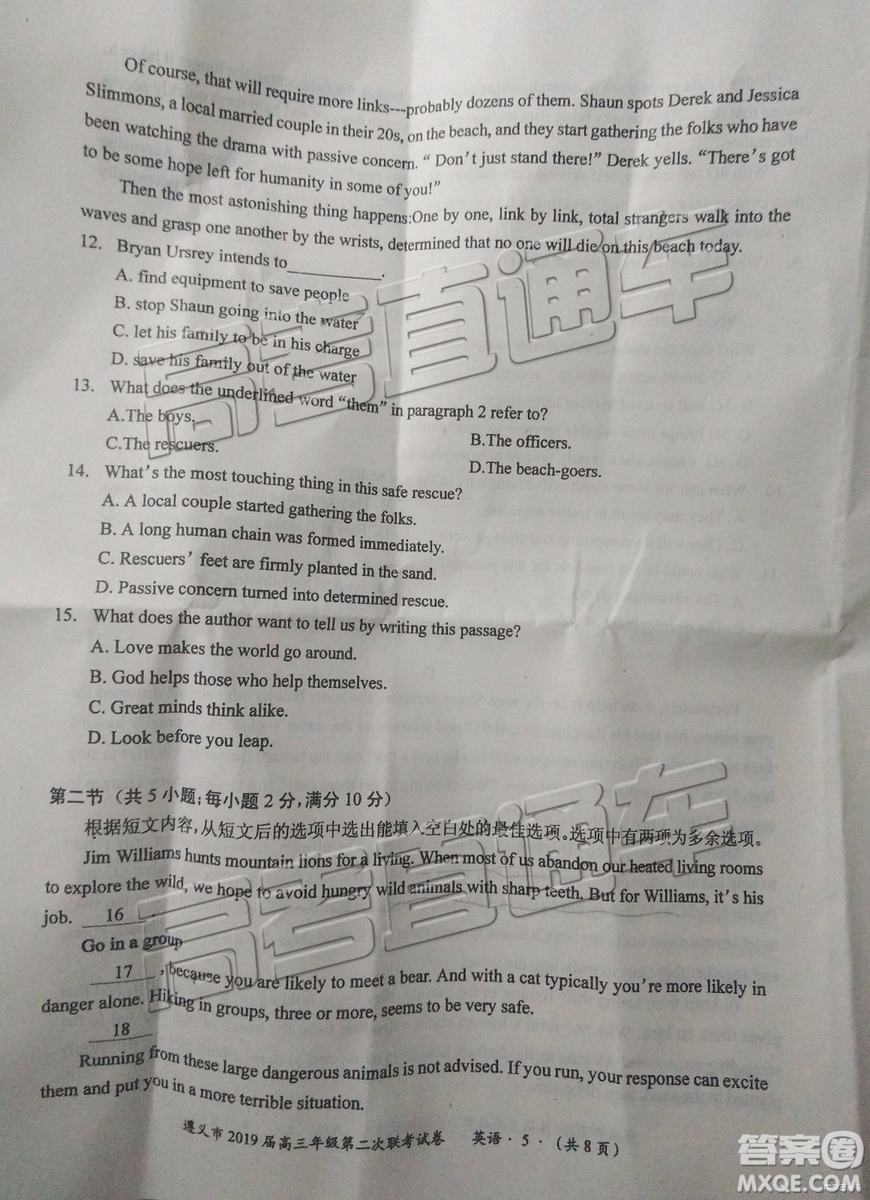 Of course, that will require more links---probably dozens of them. Shaun spots Derek and Jessica
Slimmons, a local married couple in their 20s, on the beach, and they start gathering the folks who have
been watching the drama with passive concern. “ Don't just stand there!” Derek yells. “There's got
to be some hope left for humanity in some of you!”
Then the most astonishing thing happens:One by one, link by link, total strangers walk into the
waves and grasp one another by the wrists, determined that no one will die on this beach today.
12. Bryan Ursrey intends to__________.
A. find equipment to save people
B. stop Shaun going into the water
C. let his family to be in his charge
D. save his family out of the water
13. What does the underlined word “them” in paragraph 2 refer to?
A.The boys.
B.The officers.
C.The rescuers.
D.The beach-goers.
14. What's the most touching thing in this safe rescue?
A. A local couple started gathering the folks.
B. A long human chain was formed immediately.
C. Rescuers' feet are firmly planted in the sand.
D. Passive concern turned into determined rescue.
15. What does the author want to tell us by writing this passage?
A. Love makes the world go around.
B. God helps those who help themselves.
C. Great minds think alike.
D. Look before you leap.
第二节 (共 5 小题; 每小题 2 分, 满分 10 分)
根据短文内容, 从短文后的选项中选出能填入空白处的最佳选项。选项中有两项为多余选项。
Jim Williams hunts mountain lions for a living. When most of us abandon our heated living rooms
to explore the wild, we hope to avoid hungry wild animals with sharp teeth. But for Williams, it's his
job. 16 .
Go in a group
17 , because you are likely to meet a bear. And with a cat typically you're more likely in
danger alone. Hiking in groups, three or more, seems to be very safe.
18
Running from these large dangerous animals is not advised. If you run, your response can excite
them and put you in a more terrible situation.
遵义市 2019 届高三年级第二次联考试卷 英语 · 5 · (共 8 页)
高考直通车
高考直通车
答案圈
MXQE.COM